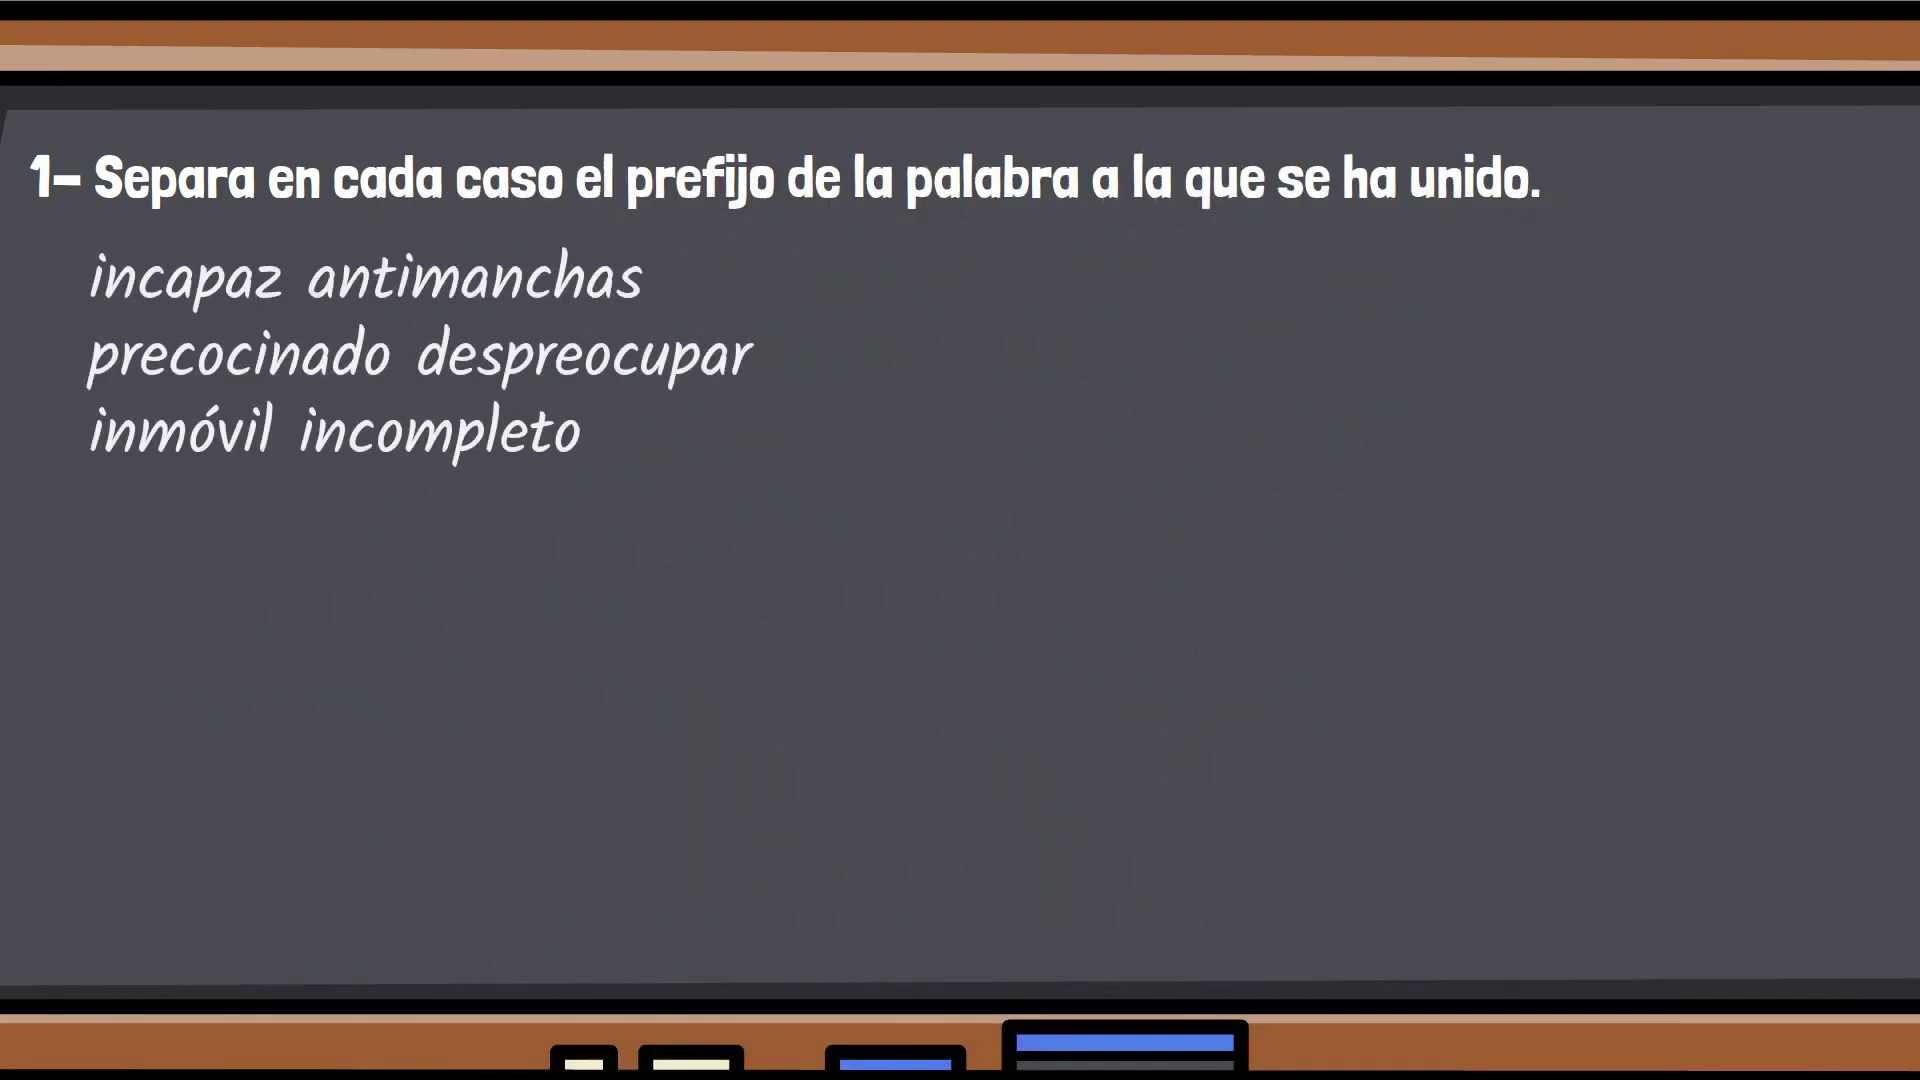 1- Separa en cada caso el prefijo de la palabra a la que se ha unido.
incapaz antimanchas
precocinado despreocupar
inmóvil incompleto